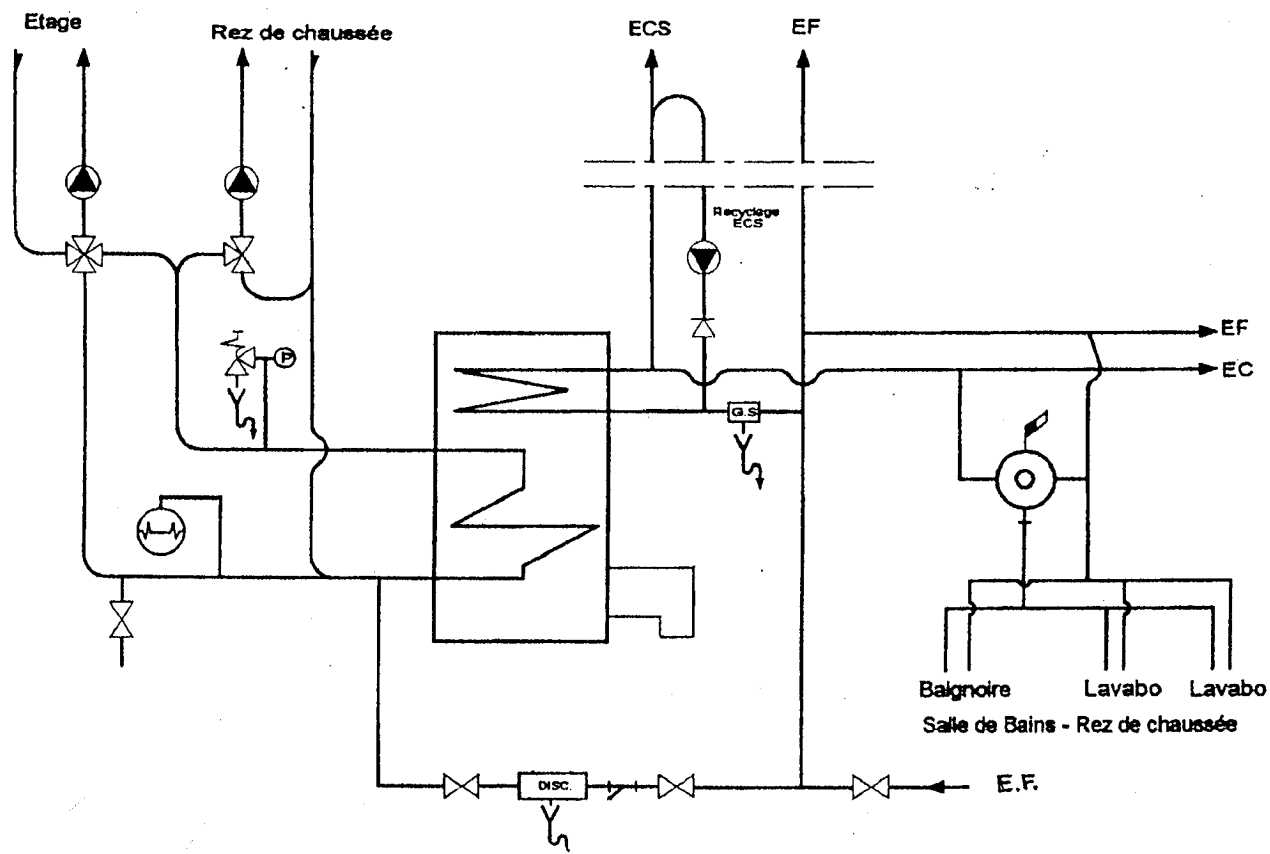 Etage
Rez de chaussée
ECS
EF
Recyclage
ECS
EF
EC
P
G.S
Baignoire
Lavabo
Lavabo
Salle de Bains - Rez de chaussée
DISC.
E.F.